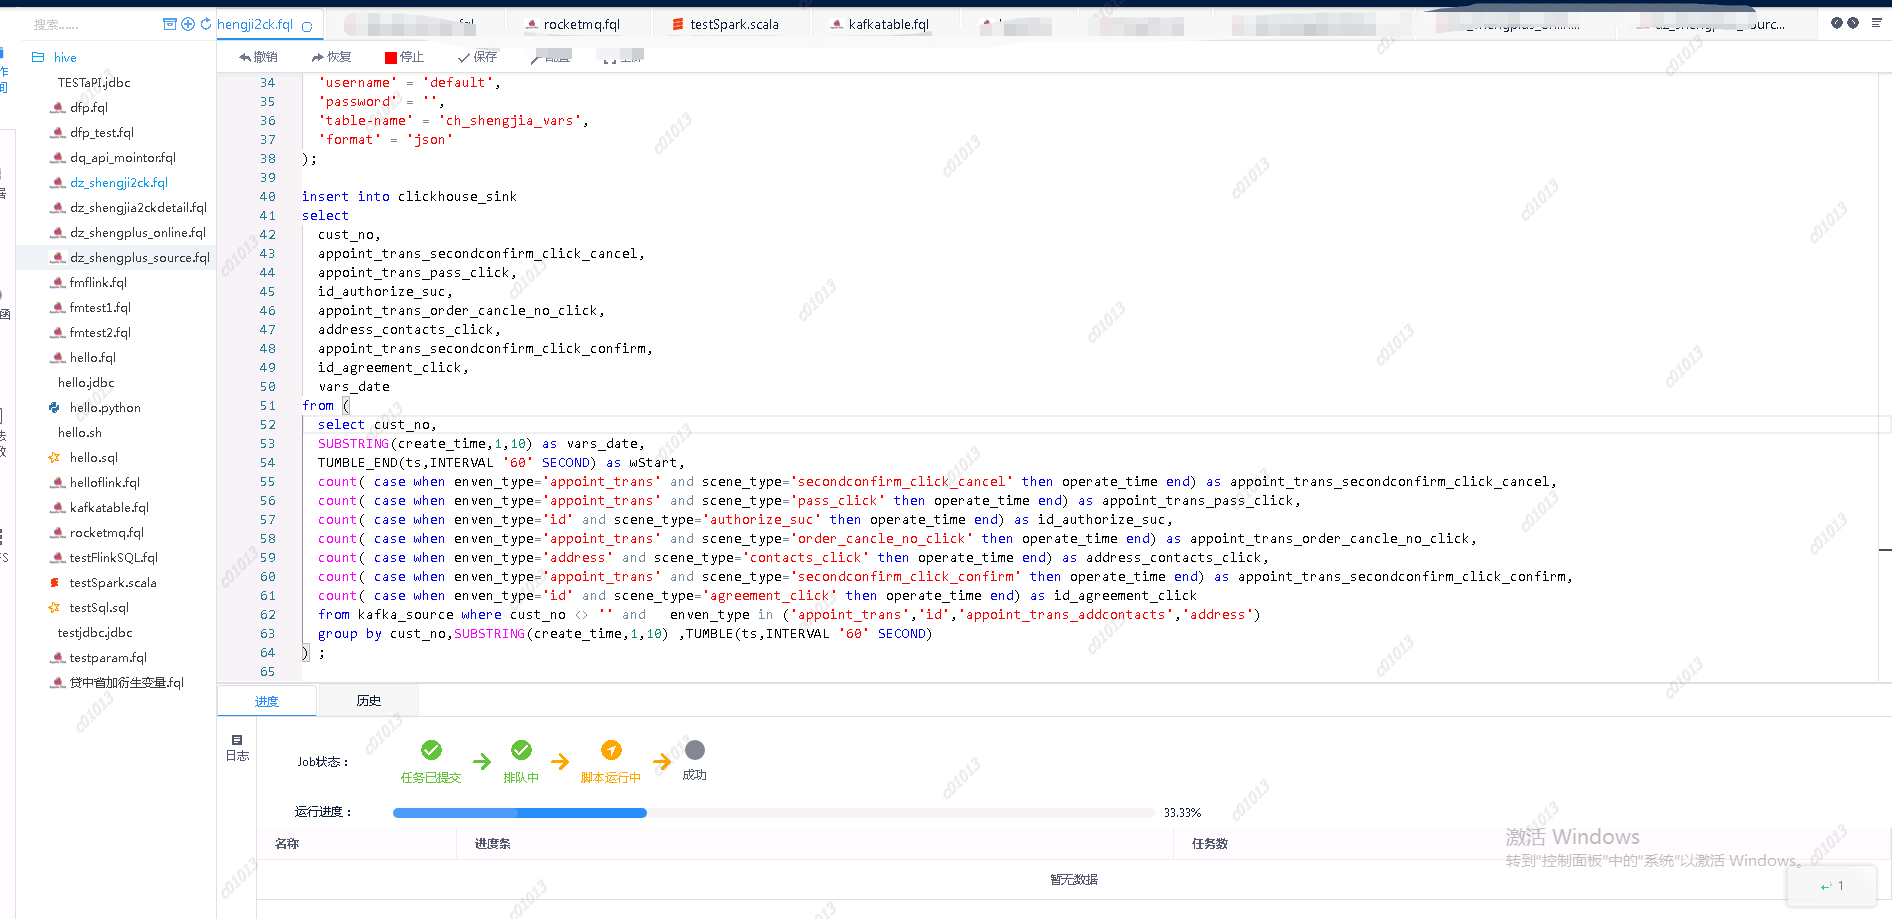 搜索......
hengji2ck.fql
rocketmq.fql
testSpark.scala
kafkatable.fql
撤销
恢复
停止
保存
hive
TESTaPI.jdbc
dfp.fql
dfp_test.fql
dq_api_mointor.fql
dz_shengji2ck.fql
dz_shengjia2ckdetail.fql
dz_shengplus_online.fql
dz_shengplus_source.fql
fmflink.fql
fmtest1.fql
fmtest2.fql
hello.fql
hello.jdbc
hello.python
hello.sh
hello.sql
helloflink.fql
kafkatable.fql
rocketmq.fql
testFlinkSQL.fql
testSpark.scala
testSql.sql
testjdbc.jdbc
testparam.fql
贷中省加衍生变量.fql
34 'username' = 'default',
35 'password' = '',
36 'table-name' = 'ch_shengjia_vars',
37 'format' = 'json'
38 );
39
40 insert into clickhouse_sink
41 select
42 cust_no,
43 appoint_trans_secondconfirm_click_cancel,
44 appoint_trans_pass_click,
45 id_authorize_suc,
46 appoint_trans_order_cancle_no_click,
47 address_contacts_click,
48 appoint_trans_secondconfirm_click_confirm,
49 id_agreement_click,
50 vars_date
51 from (
52 select cust_no,
53 SUBSTRING(create_time,1,10) as vars_date,
54 TUMBLE_END(ts,INTERVAL '60' SECOND) as wStart,
55 count( case when enven_type='appoint_trans' and scene_type='secondconfirm_click_cancel' then operate_time end) as appoint_trans_secondconfirm_click_cancel,
56 count( case when enven_type='appoint_trans' and scene_type='pass_click' then operate_time end) as appoint_trans_pass_click,
57 count( case when enven_type='id' and scene_type='authorize_suc' then operate_time end) as id_authorize_suc,
58 count( case when enven_type='appoint_trans' and scene_type='order_cancle_no_click' then operate_time end) as appoint_trans_order_cancle_no_click,
59 count( case when enven_type='address' and scene_type='contacts_click' then operate_time end) as address_contacts_click,
60 count( case when enven_type='appoint_trans' and scene_type='secondconfirm_click_confirm' then operate_time end) as appoint_trans_secondconfirm_click_confirm,
61 count( case when enven_type='id' and scene_type='agreement_click' then operate_time end) as id_agreement_click
62 from kafka_source where cust_no <> '' and enven_type in ('appoint_trans','id','appoint_trans_addcontacts','address')
63 group by cust_no,SUBSTRING(create_time,1,10) ,TUMBLE(ts,INTERVAL '60' SECOND)
64 ) ;
65
进度
历史
日志
Job状态：
任务已提交
排队中
脚本运行中
成功
运行进度：
33.33%
名称
进度条
任务数
暂无数据
激活 Windows
转到"控制面板"中的"系统"以激活 Windows。
1
c01013